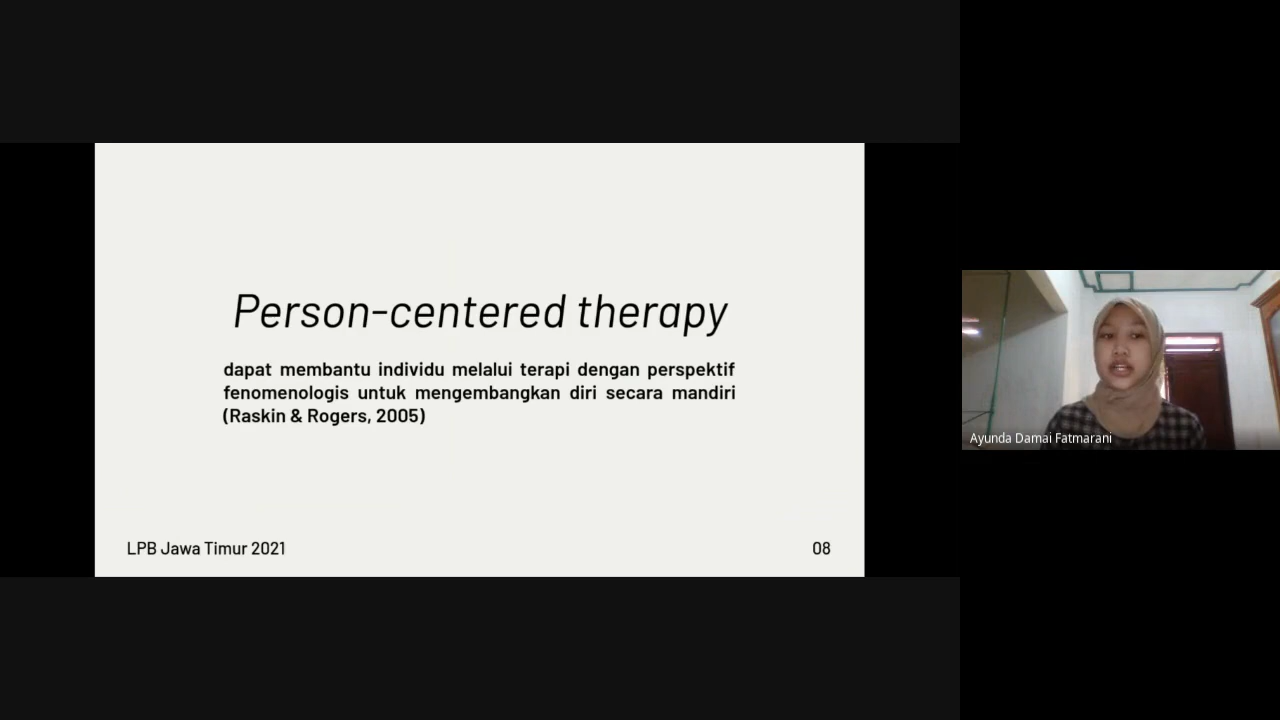 Person-centered therapy
dapat membantu individu melalui terapi dengan perspektif
fenomenologis untuk mengembangkan diri secara mandiri
(Raskin & Rogers, 2005)
LPB Jawa Timur 2021
08
Ayunda Damai Fatmarani